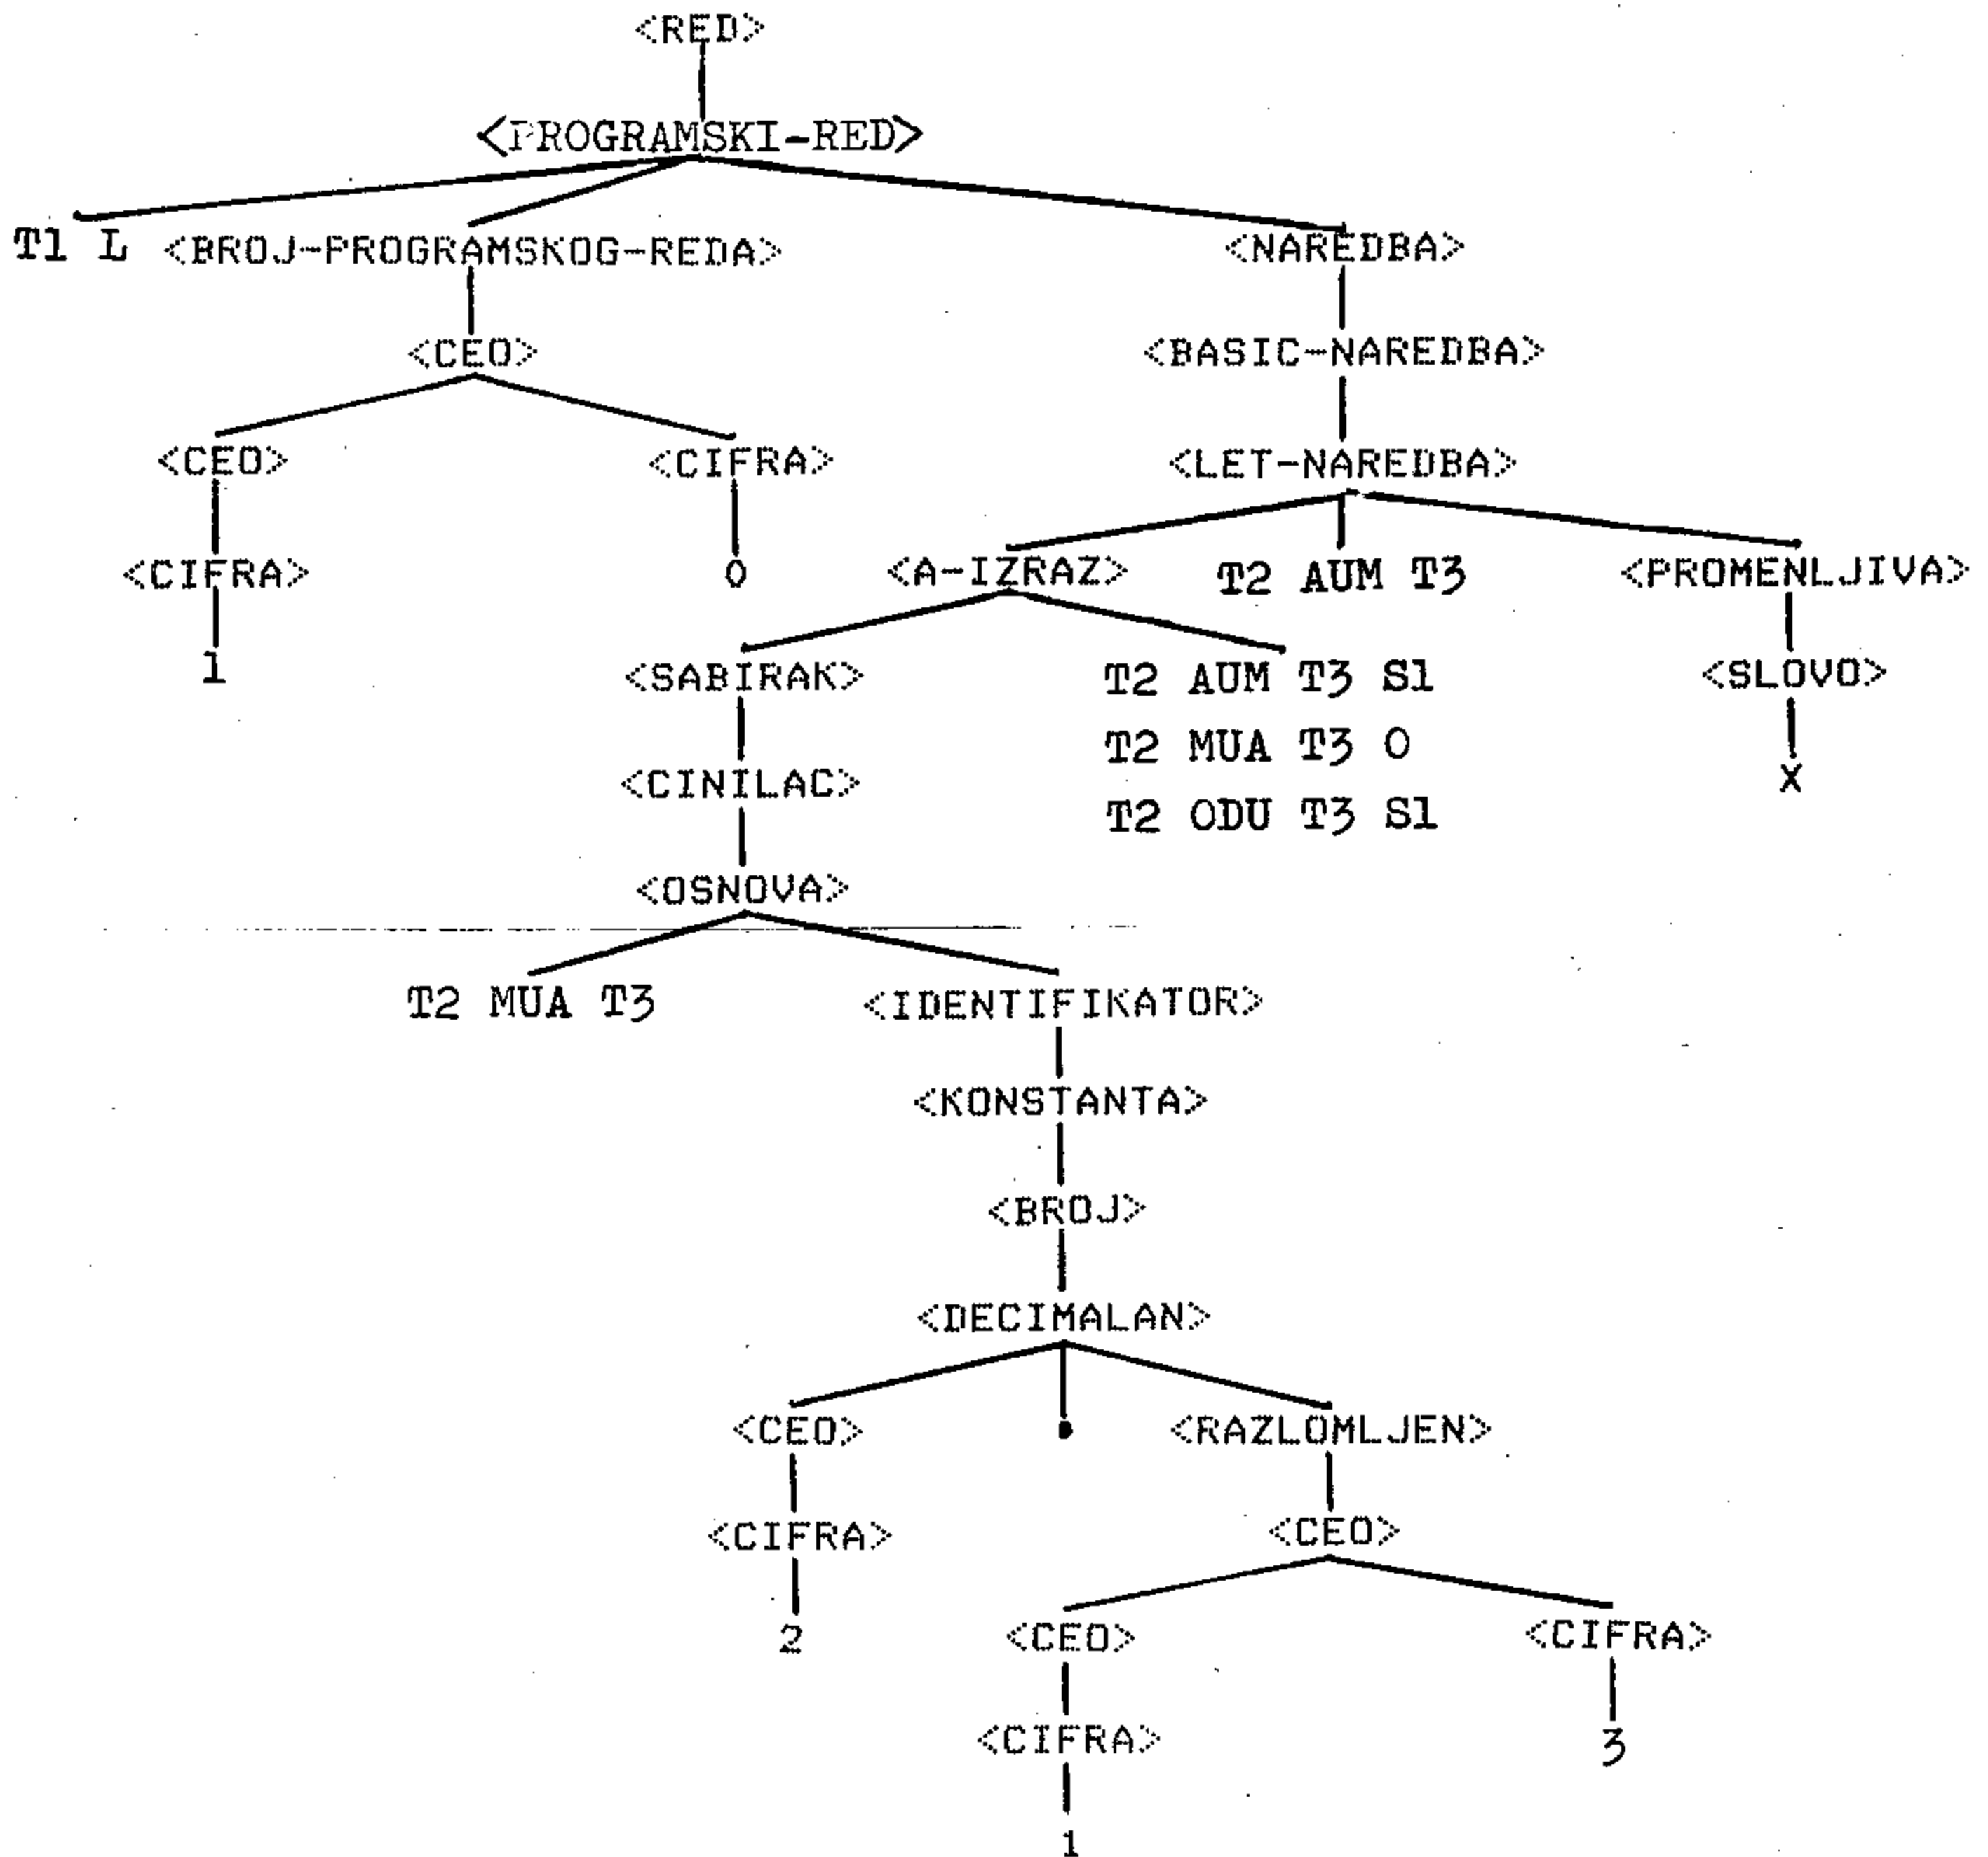 <RED>
<PROGRAMSKI-RED>
T1 L <BROJ-PROGRAMSKOG-REDA> <NAREDBA>
<CEO> <BASIC-NAREDBA>
<CEO> <CIFRA> <LET-NAREDBA>
<CIFRA> 0 <A-IZRAZ> T2 AUM T3 <PROMENLJIVA>
1 <SABIRAK> T2 AUM T3 S1 <SLOVO>
T2 MUA T3 0
<CINILAC> X
T2 ODU T3 S1
<OSNOVA>
T2 MUA T3 <IDENTIFIKATOR>
<KONSTANTA>
<BROJ>
<DECIMALAN>
<CEO> . <RAZLOMLJEN>
<CIFRA> <CEO>
2 <CEO> <CIFRA>
<CIFRA> 3
1